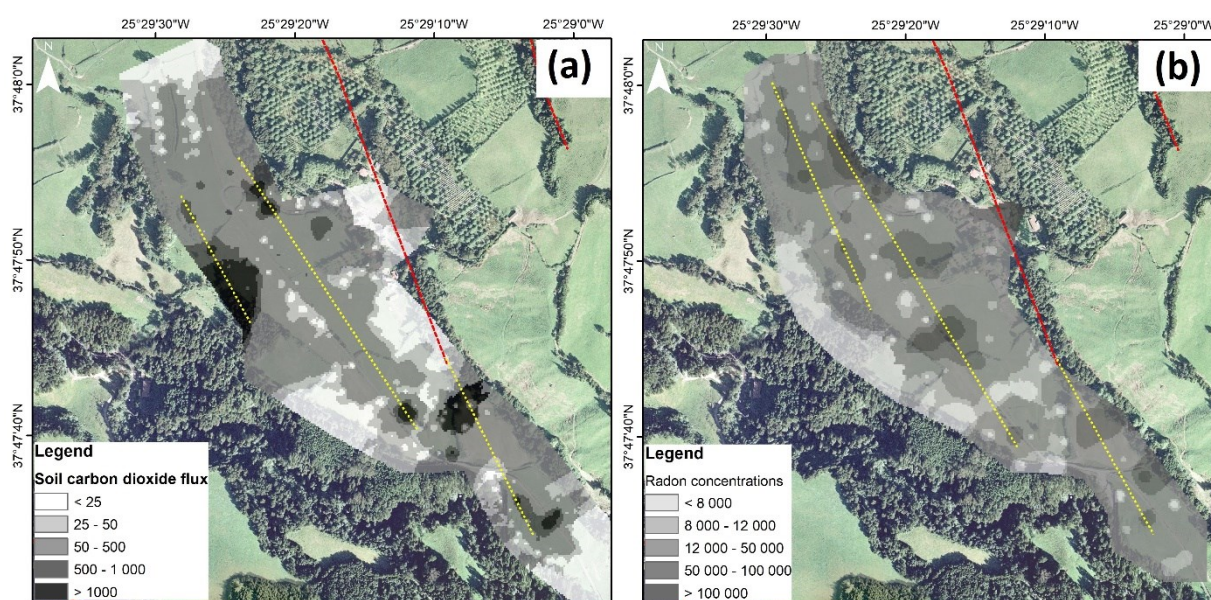 25°29'30"W 25°29'20"W 25°29'10"W 25°29'0"W
N
(a)
37°48'0"N
37°47'50"N
37°47'40"N
Legend
Soil carbon dioxide flux
< 25
25 - 50
50 - 500
500 - 1 000
> 1000
25°29'30"W 25°29'20"W 25°29'10"W 25°29'0"W
N
(b)
37°48'0"N
37°47'50"N
37°47'40"N
Legend
Radon concentrations
< 8 000
8 000 - 12 000
12 000 - 50 000
50 000 - 100 000
> 100 000